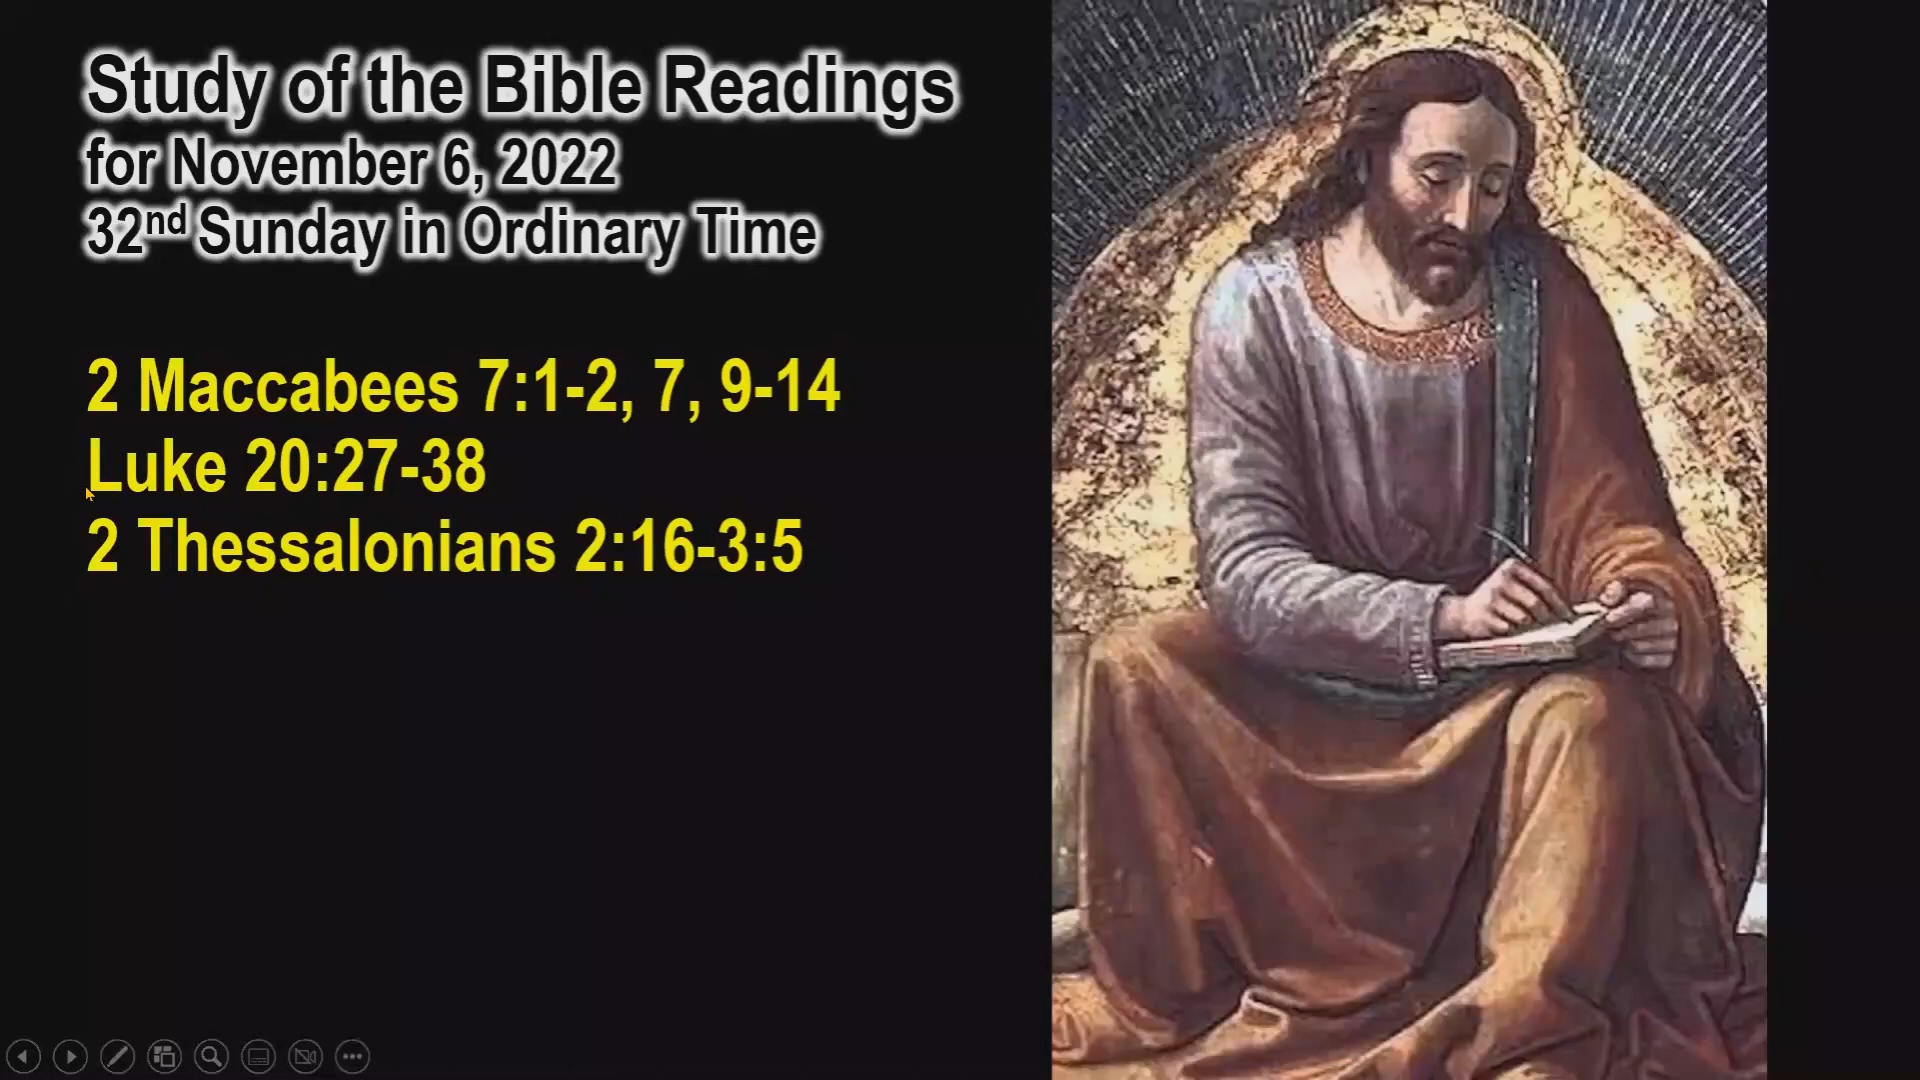 Study of the Bible Readings
for November 6, 2022
32nd Sunday in Ordinary Time
2 Maccabees 7:1-2, 7, 9-14
Luke 20:27-38
2 Thessalonians 2:16-3:5